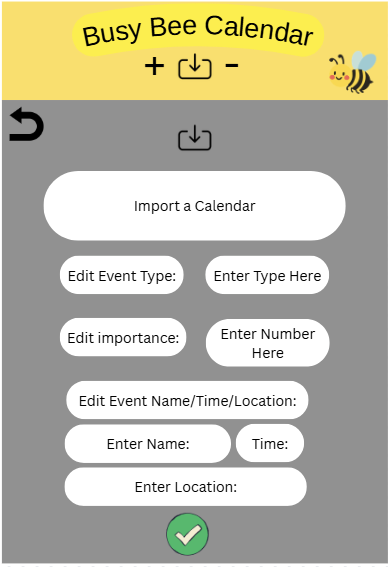 Busy Bee Calendar
+ -
Import a Calendar
Edit Event Type:
Enter Type Here
Edit importance:
Enter Number
Here
Edit Event Name/Time/Location:
Enter Name:
Time:
Enter Location: